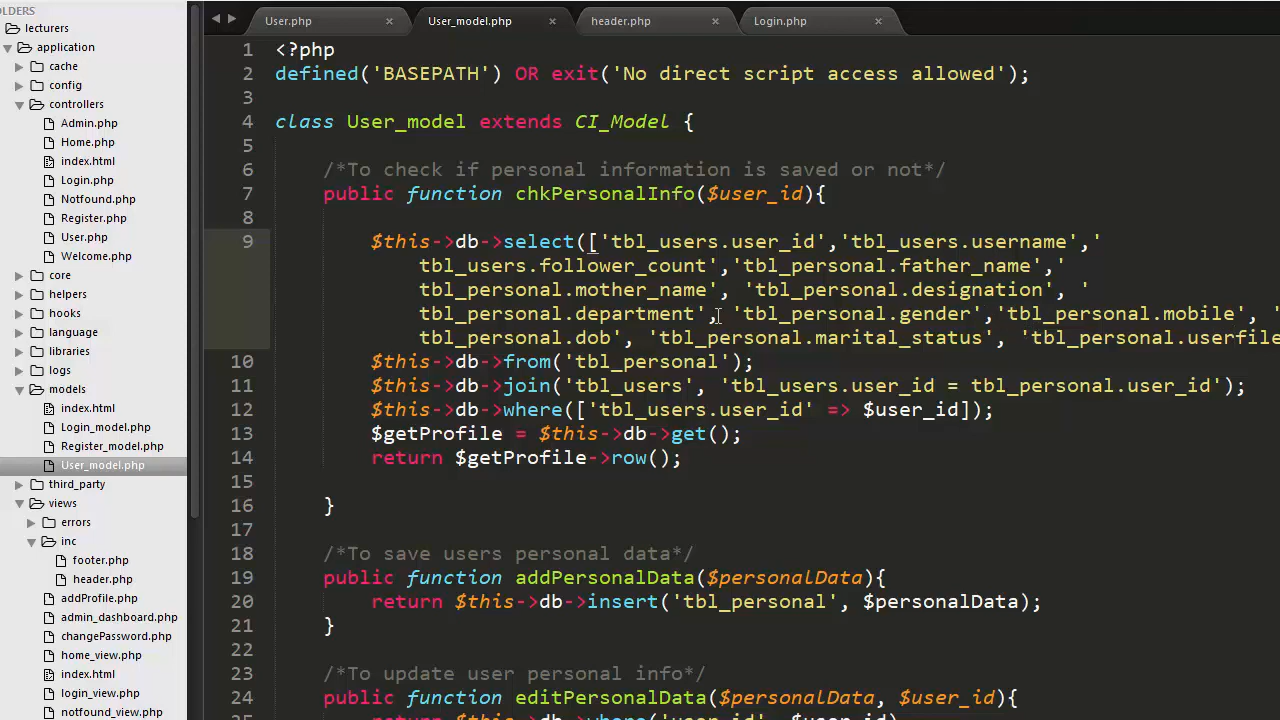 OLDERS
lecturers
application
cache
config
controllers
Admin.php
Home.php
index.html
Login.php
Notfound.php
Register.php
User.php
Welcome.php
core
helpers
hooks
language
libraries
logs
models
index.html
Login_model.php
Register_model.php
User_model.php
third_party
views
errors
inc
footer.php
header.php
addProfile.php
admin_dashboard.php
changePassword.php
home_view.php
index.html
login_view.php
notfound_view.php
User.php × User_model.php × header.php × Login.php ×
1 <?php
2 defined('BASEPATH') OR exit('No direct script access allowed');
3
4 class User_model extends CI_Model {
5
6 /*To check if personal information is saved or not*/
7 public function chkPersonalInfo($user_id){
8
9 $this->db->select(['tbl_users.user_id','tbl_users.username','
tbl_users.follower_count','tbl_personal.father_name','
tbl_personal.mother_name', 'tbl_personal.designation', '
tbl_personal.department', 'tbl_personal.gender','tbl_personal.mobile', '
tbl_personal.dob', 'tbl_personal.marital_status', 'tbl_personal.userfile
10 $this->db->from('tbl_personal');
11 $this->db->join('tbl_users', 'tbl_users.user_id = tbl_personal.user_id');
12 $this->db->where(['tbl_users.user_id' => $user_id]);
13 $getProfile = $this->db->get();
14 return $getProfile->row();
15
16 }
17
18 /*To save users personal data*/
19 public function addPersonalData($personalData){
20 return $this->db->insert('tbl_personal', $personalData);
21 }
22
23 /*To update user personal info*/
24 public function editPersonalData($personalData, $user_id){
25 return $this->db->where('user_id', $user_id)